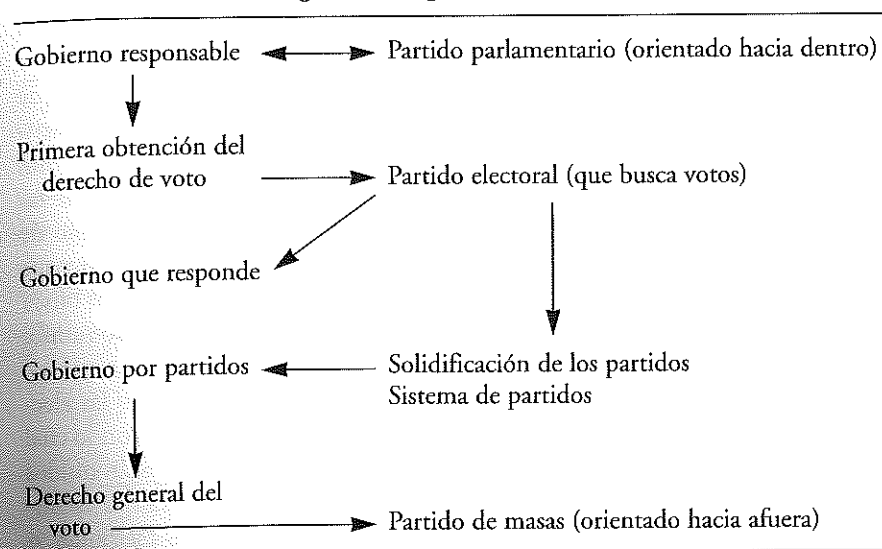 Gobierno responsable
Partido parlamentario (orientado hacia dentro)
Primera obtención del
derecho de voto
Partido electoral (que busca votos)
Gobierno que responde
Gobierno por partidos
Solidificación de los partidos
Sistema de partidos
Derecho general del
voto
Partido de masas (orientado hacia afuera)